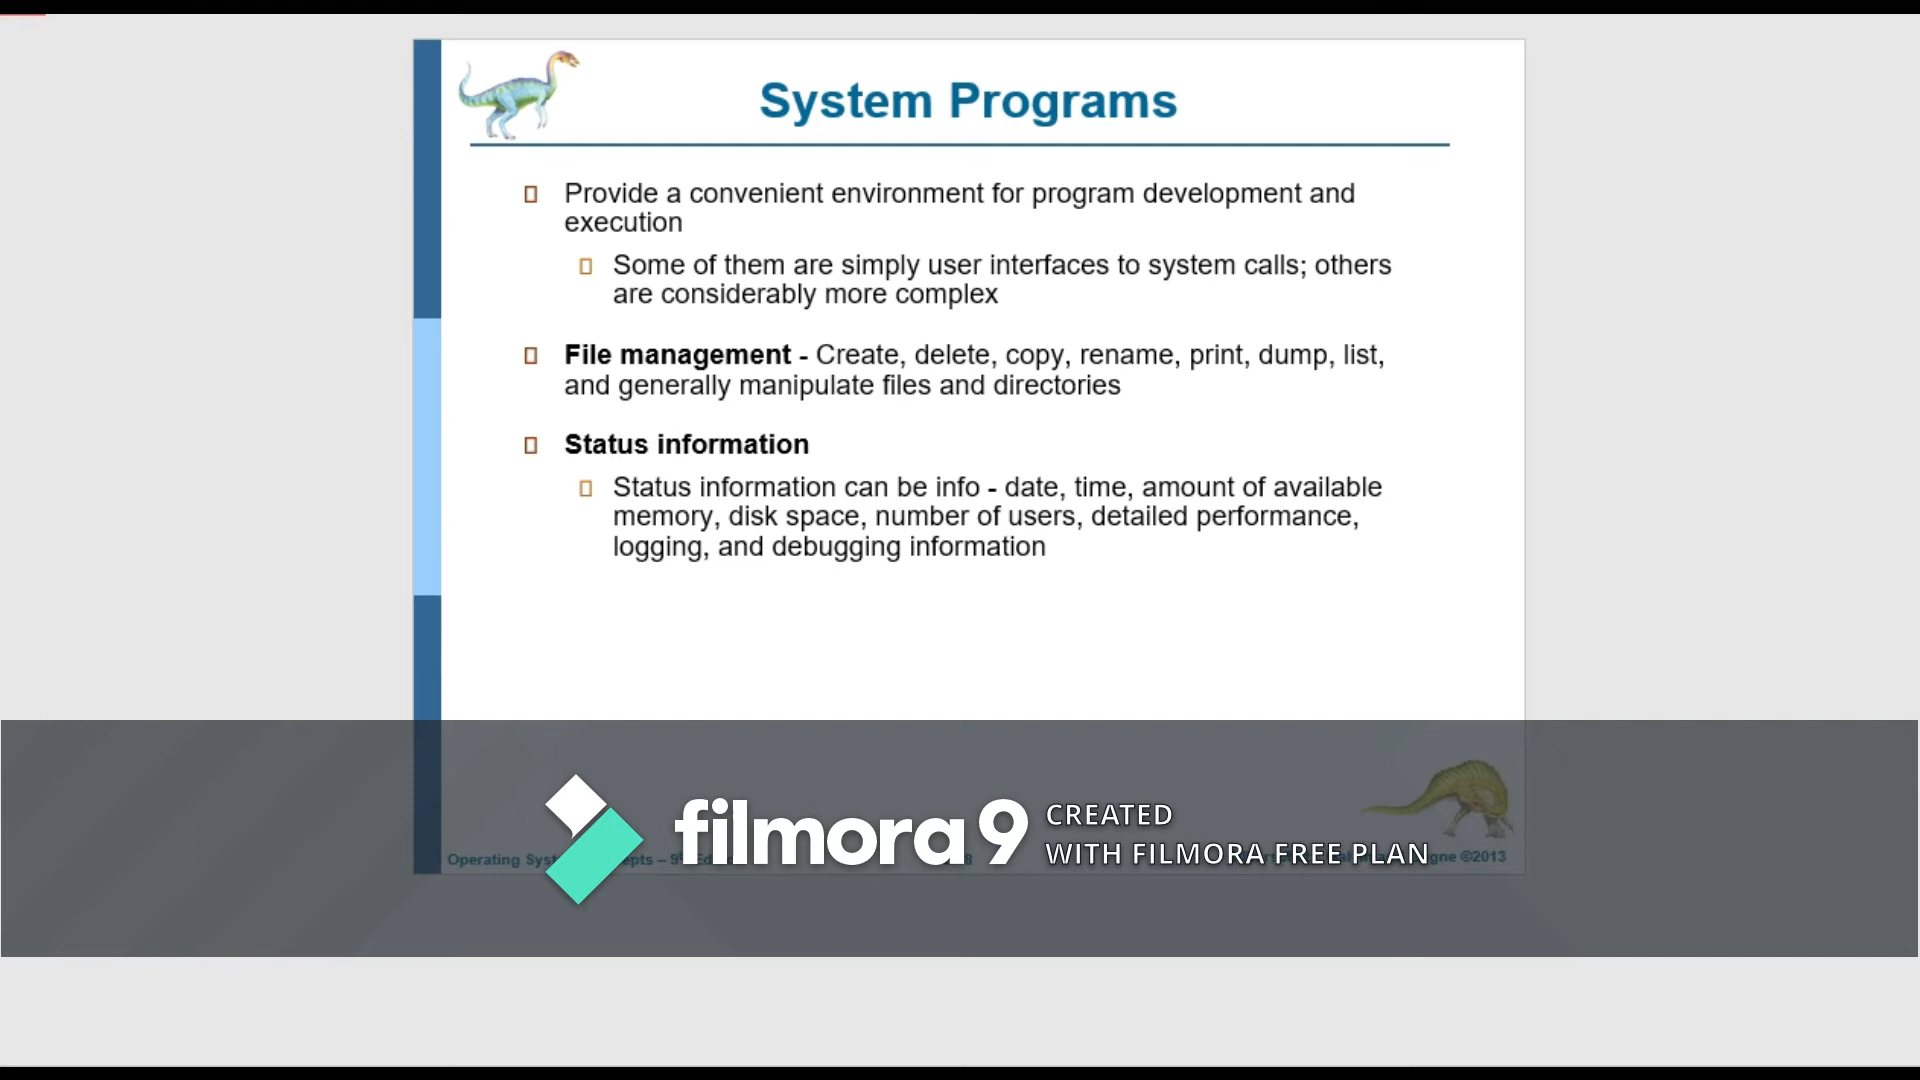 System Programs
Provide a convenient environment for program development and
execution
Some of them are simply user interfaces to system calls; others
are considerably more complex
File management - Create, delete, copy, rename, print, dump, list,
and generally manipulate files and directories
Status information
Status information can be info - date, time, amount of available
memory, disk space, number of users, detailed performance,
logging, and debugging information
filmora9
CREATED
WITH FILMORA FREE PLAN
Operating
©2013